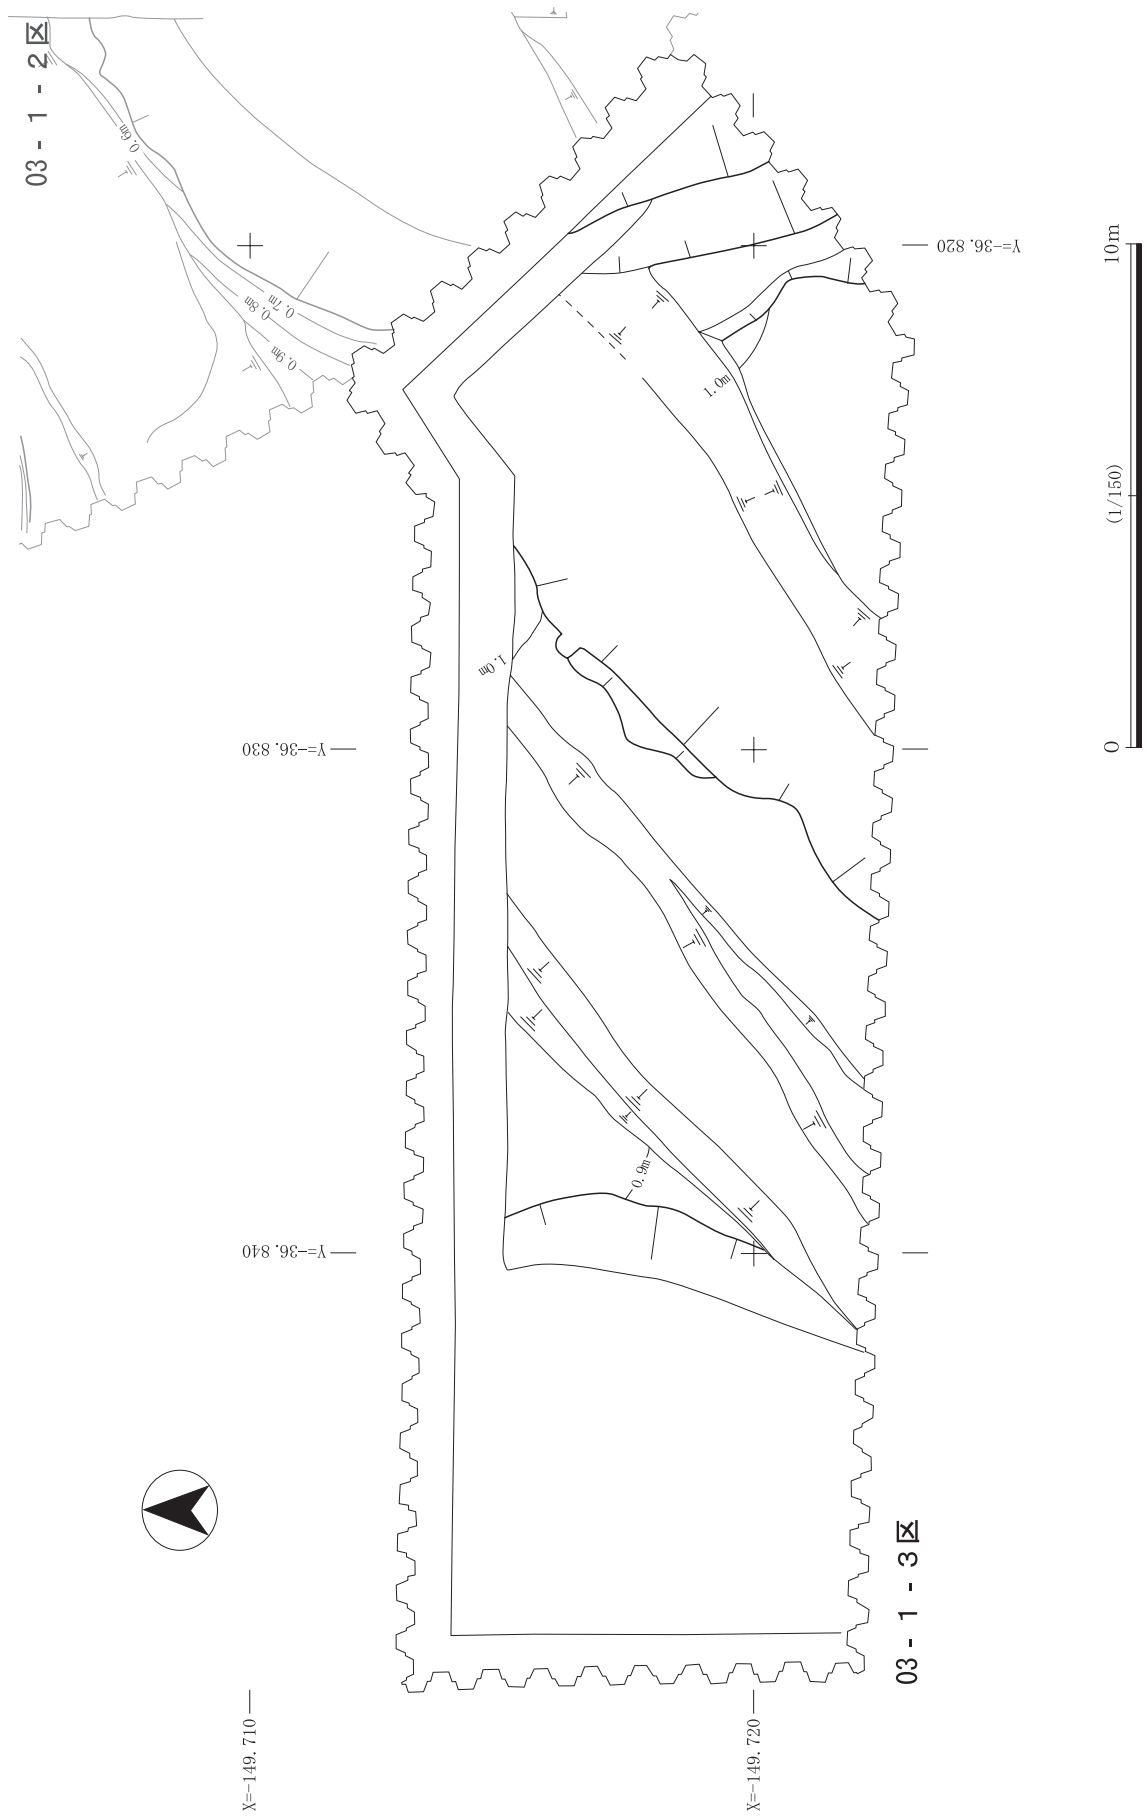 03 - 1 - 2区
0.6m
0.7m
0.8m
0.9m
Y=-36.820
10m
(1/150)
0
1.0m
1.0m
Y=-36.830
0.9m
Y=-36.840
03 - 1 - 3区
X=-149.710
X=-149.720